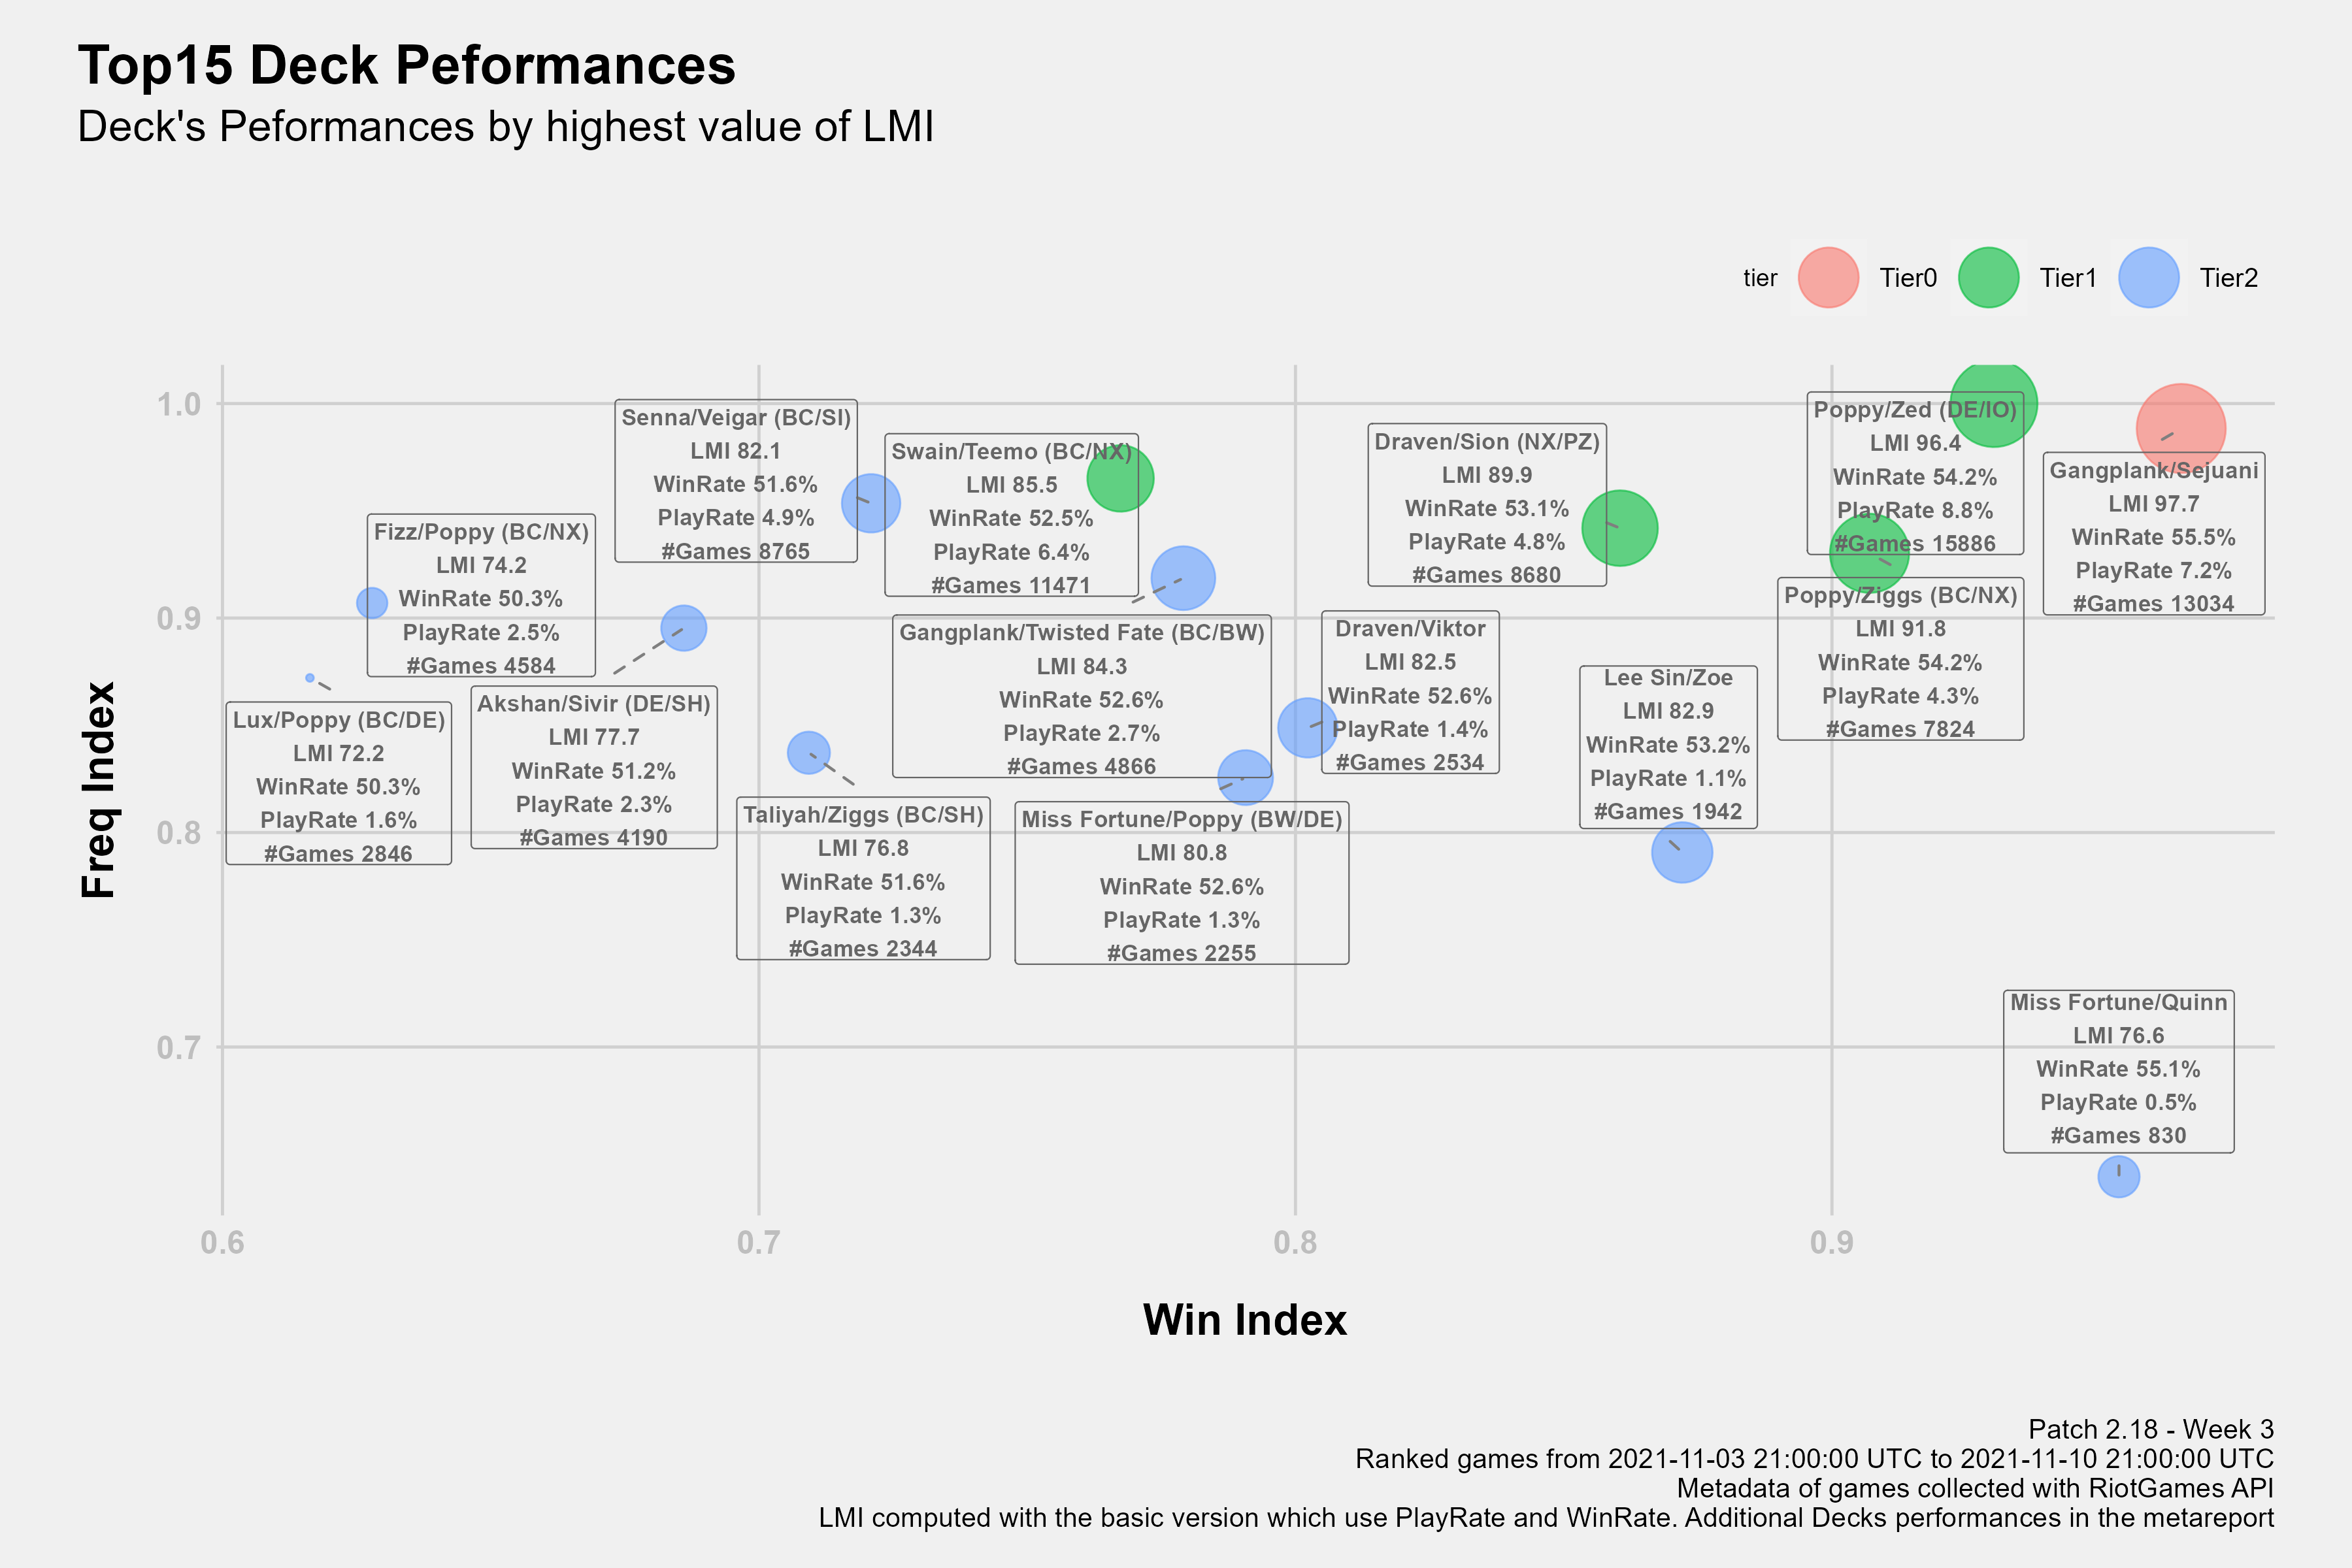 Top15 Deck Peformances
Deck's Peformances by highest value of LMI
tier
Tier0
Tier1
Tier2
Freq Index
1.0
0.9
0.8
0.7
Senna/Veigar (BC/SI)
LMI 82.1
WinRate 51.6%
PlayRate 4.9%
#Games 8765
Swain/Teemo (BC/NX)
LMI 85.5
WinRate 52.5%
PlayRate 6.4%
#Games 11471
Draven/Sion (NX/PZ)
LMI 89.9
WinRate 53.1%
PlayRate 4.8%
#Games 8680
Poppy/Zed (DE/IO)
LMI 96.4
WinRate 54.2%
PlayRate 8.8%
#Games 15886
Gangplank/Sejuani
LMI 97.7
WinRate 55.5%
PlayRate 7.2%
#Games 13034
Fizz/Poppy (BC/NX)
LMI 74.2
WinRate 50.3%
PlayRate 2.5%
#Games 4584
Poppy/Ziggs (BC/NX)
LMI 91.8
WinRate 54.2%
PlayRate 4.3%
#Games 7824
Gangplank/Twisted Fate (BC/BW)
LMI 84.3
WinRate 52.6%
PlayRate 2.7%
#Games 4866
Draven/Viktor
LMI 82.5
WinRate 52.6%
PlayRate 1.4%
#Games 2534
Lee Sin/Zoe
LMI 82.9
WinRate 53.2%
PlayRate 1.1%
#Games 1942
Lux/Poppy (BC/DE)
LMI 72.2
WinRate 50.3%
PlayRate 1.6%
#Games 2846
Akshan/Sivir (DE/SH)
LMI 77.7
WinRate 51.2%
PlayRate 2.3%
#Games 4190
Taliyah/Ziggs (BC/SH)
LMI 76.8
WinRate 51.6%
PlayRate 1.3%
#Games 2344
Miss Fortune/Poppy (BW/DE)
LMI 80.8
WinRate 52.6%
PlayRate 1.3%
#Games 2255
Miss Fortune/Quinn
LMI 76.6
WinRate 55.1%
PlayRate 0.5%
#Games 830
0.6
0.7
0.8
0.9
Win Index
Patch 2.18 - Week 3
Ranked games from 2021-11-03 21:00:00 UTC to 2021-11-10 21:00:00 UTC
Metadata of games collected with RiotGames API
LMI computed with the basic version which use PlayRate and WinRate. Additional Decks performances in the metareport